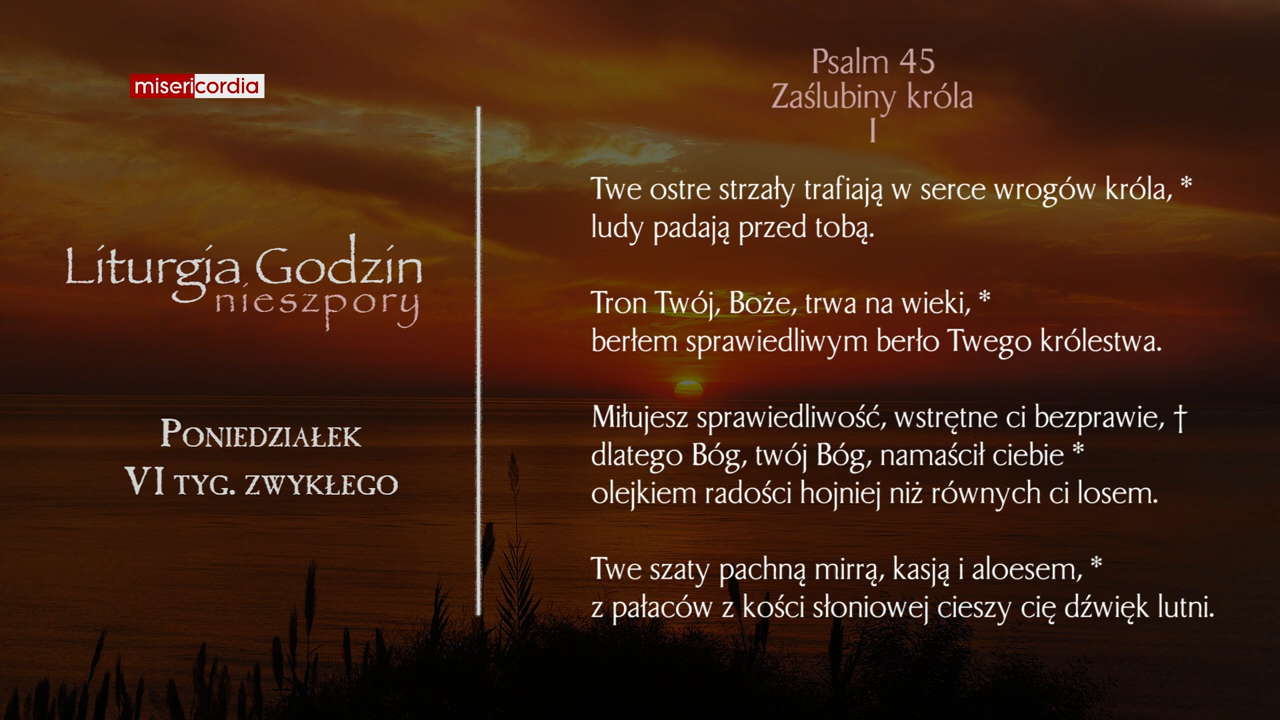 misericordia
Liturgia Godzin
nieszpory
Poniedziałek
VI tyg. zwykłego
Psalm 45
Zaślubiny króla
I
Twe ostre strzały trafiają w serce wrogów króla, *
ludy padają przed tobą.
Tron Twój, Boże, trwa na wieki, *
berłem sprawiedliwym berło Twego królestwa.
Miłujesz sprawiedliwość, wstrętne ci bezprawie, †
dlatego Bóg, twój Bóg, namaścił ciebie *
olejkiem radości hojniej niż równych ci losem.
Twe szaty pachną mirrą, kasją i aloesem, *
z pałaców z kości słoniowej cieszy cię dźwięk lutni.